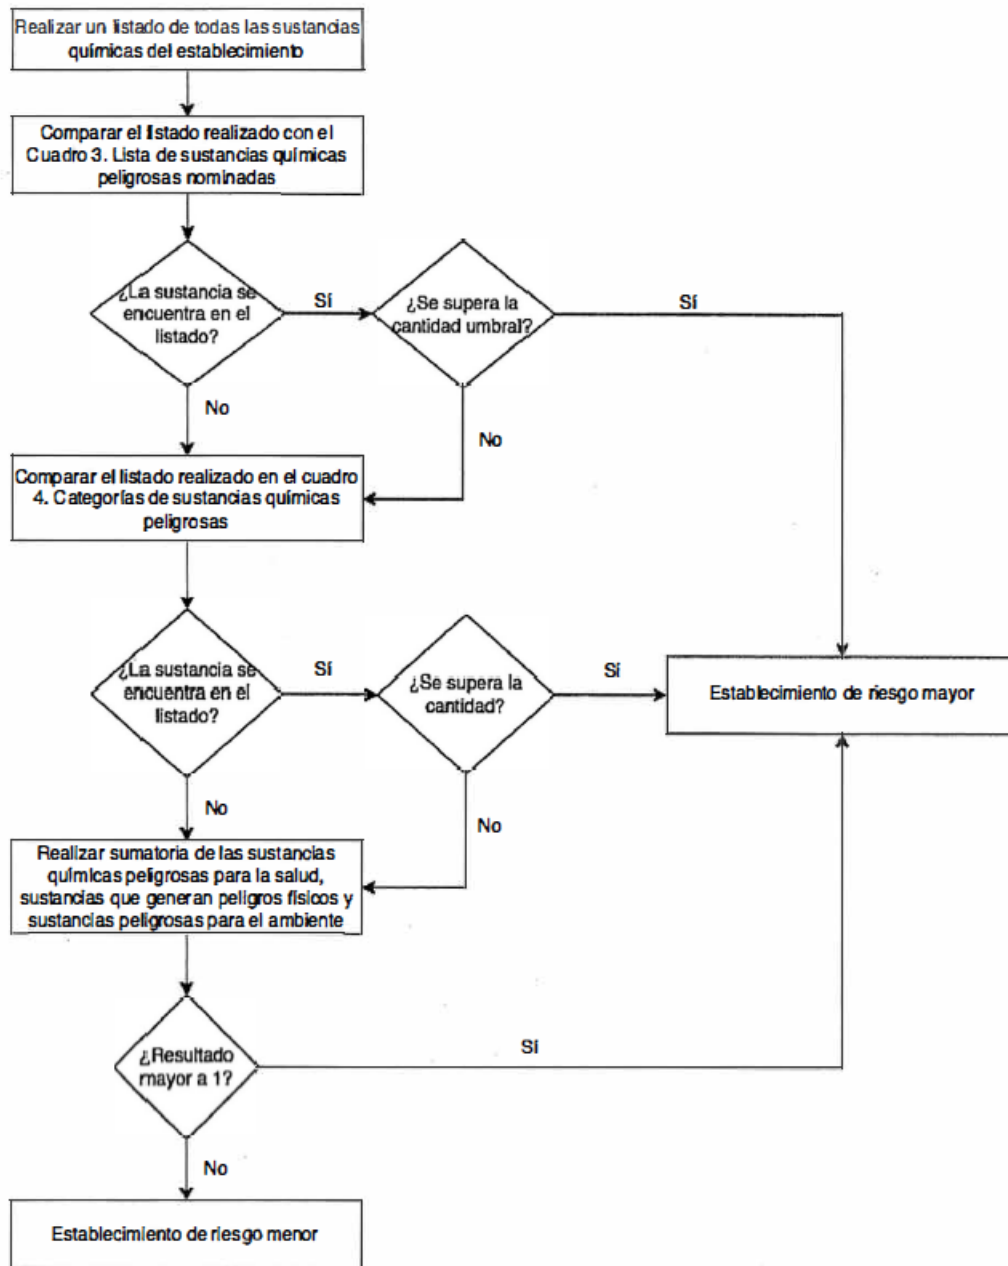 Realizar un listado de todas las sustancias
químicas del establecimiento
Comparar el listado realizado con el
Cuadro 3. Lista de sustancias químicas
peligrosas nominadas
¿La sustancia se
encuentra en el
listado?
Sí
¿Se supera la
cantidad umbral?
Sí
No
No
Comparar el listado realizado en el cuadro
4. Categorías de sustancias químicas
peligrosas
¿La sustancia se
encuentra en el
listado?
Sí
¿Se supera la
cantidad?
Sí
Establecimiento de riesgo mayor
No
No
Realizar sumatoria de las sustancias
químicas peligrosas para la salud,
sustancias que generan peligros físicos y
sustancias peligrosas para el ambiente
¿Resultado
mayor a 1?
Sí
No
Establecimiento de riesgo menor